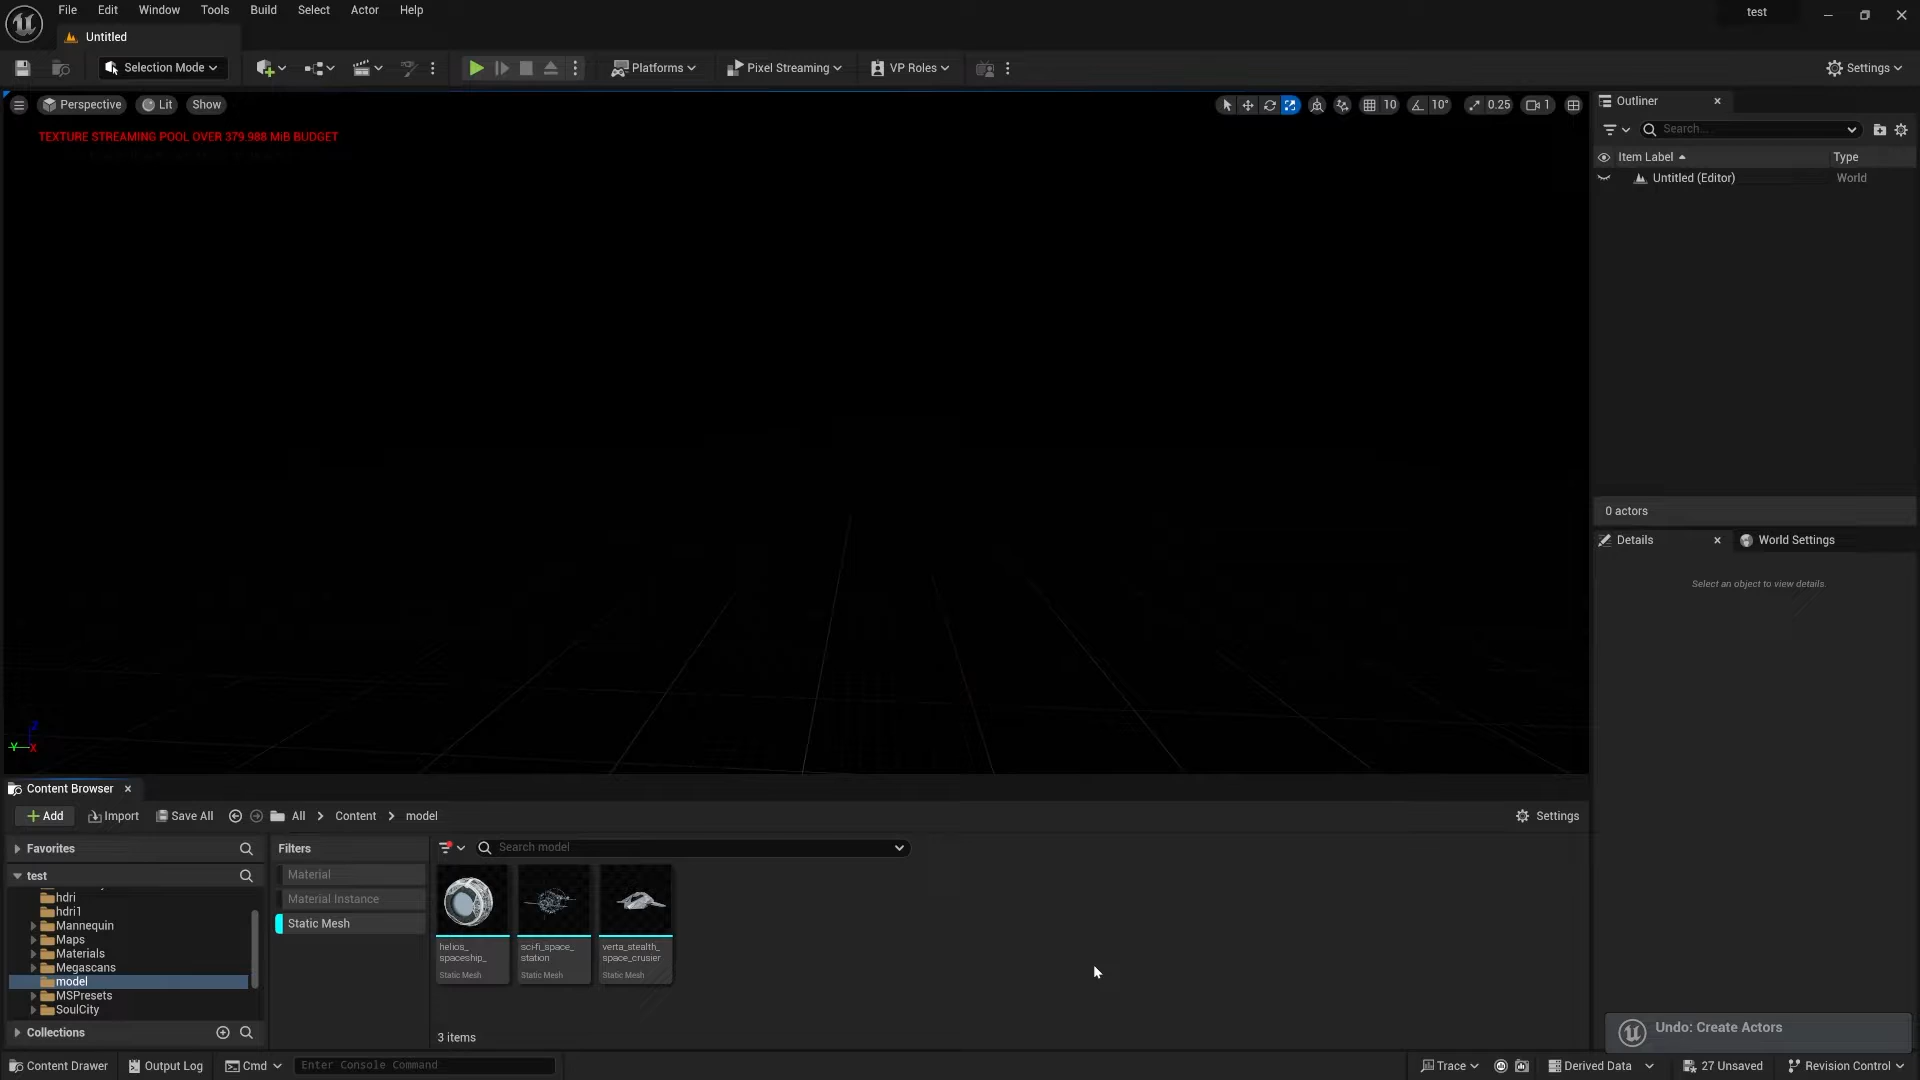 File Edit Window Tools Build Select Actor Help
test
Untitled
Selection Mode
Platforms
Pixel Streaming
VP Roles
Settings
Perspective
Lit
Show
10
10°
0.25
1
TEXTURE STREAMING POOL OVER 379.988 MiB BUDGET
Outliner
Search...
Item Label
Type
Untitled (Editor)
World
0 actors
Details
World Settings
Select an object to view details.
Z
Y
X
Content Browser
Add
Import
Save All
All
Content
model
Settings
Favorites
test
hdri
hdri1
Mannequin
Maps
Materials
Megascans
model
MSPresets
SoulCity
Collections
Filters
Material
Material Instance
Static Mesh
Search model
helios_
spaceship_
Static Mesh
sci-fi_space_
station
Static Mesh
verta_stealth_
space_crusier
Static Mesh
3 items
Undo: Create Actors
Content Drawer
Output Log
Cmd
Enter Console Command
Trace
Derived Data
27 Unsaved
Revision Control